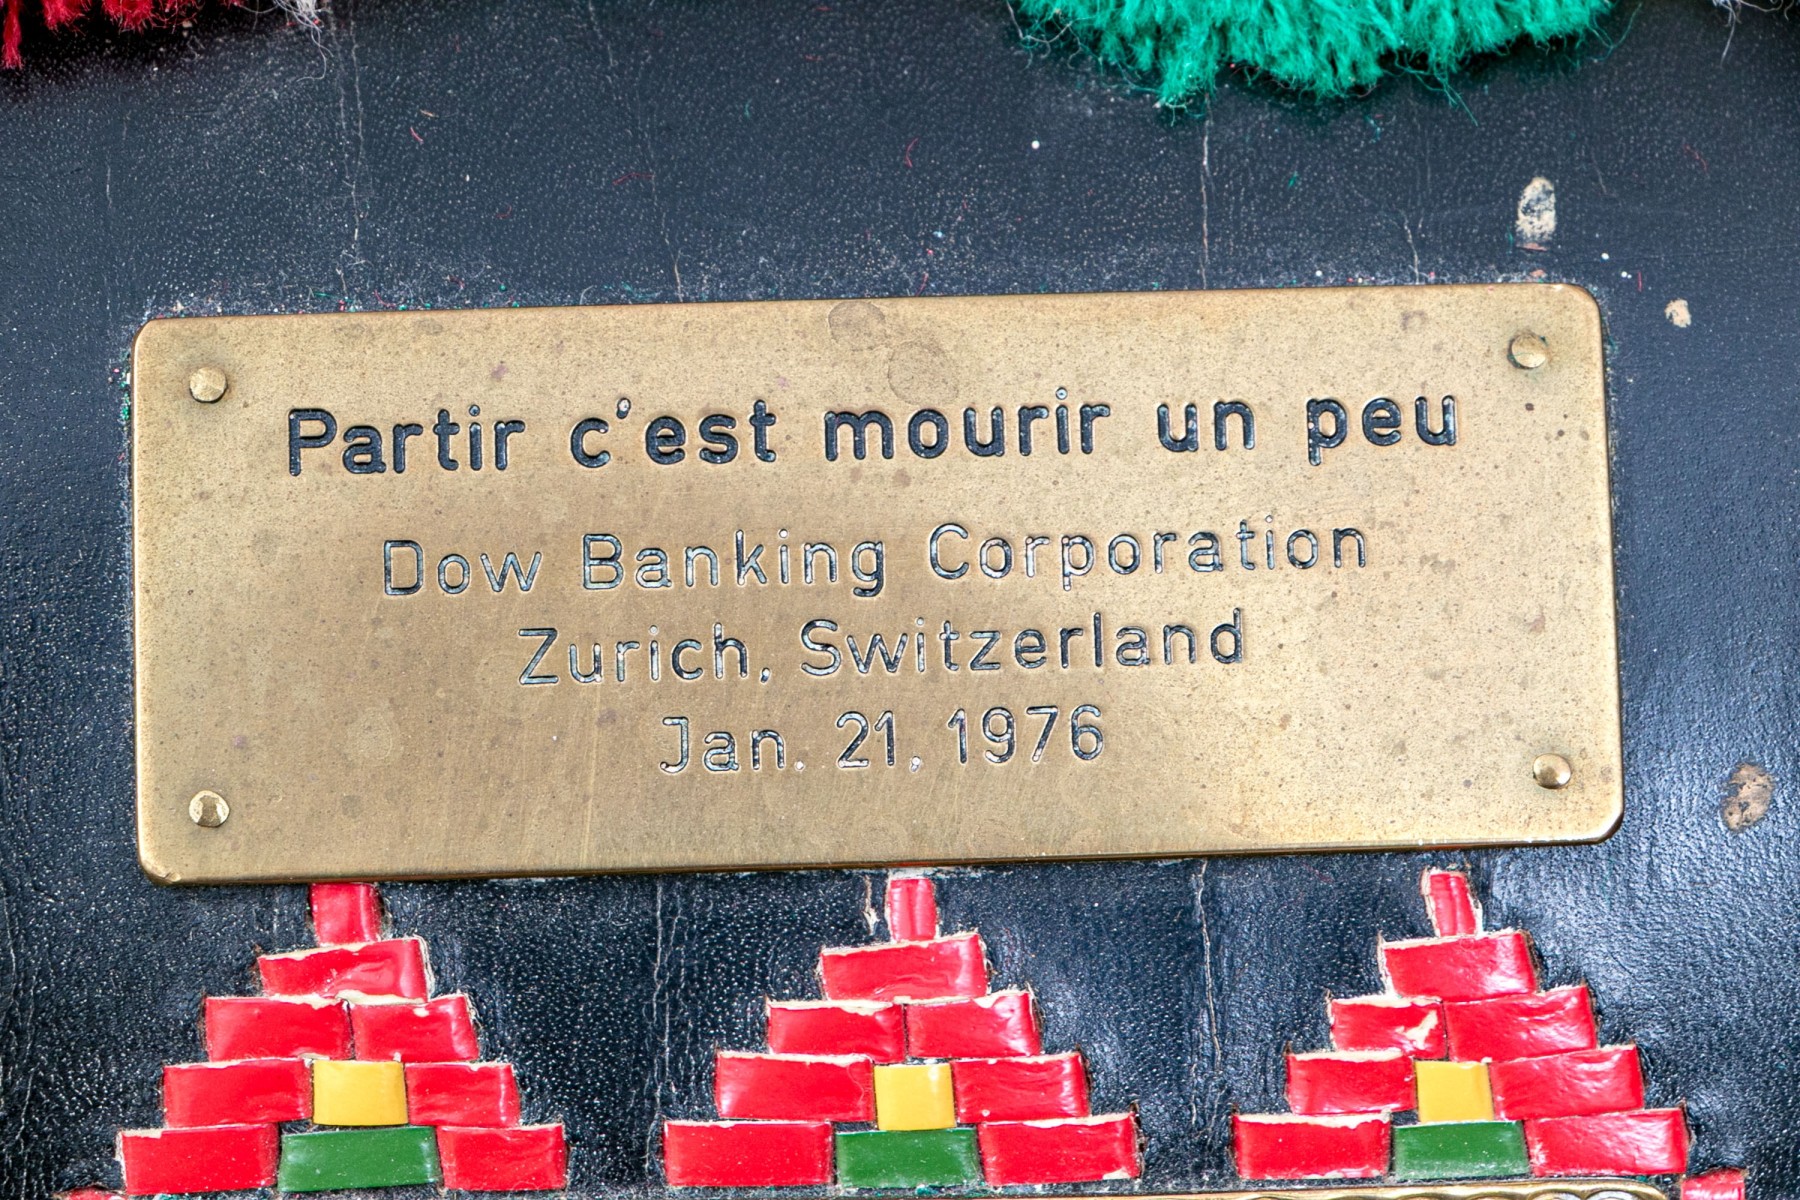 Partir c'est mourir un peu
Dow Banking Corporation
Zurich, Switzerland
Jan. 21, 1976